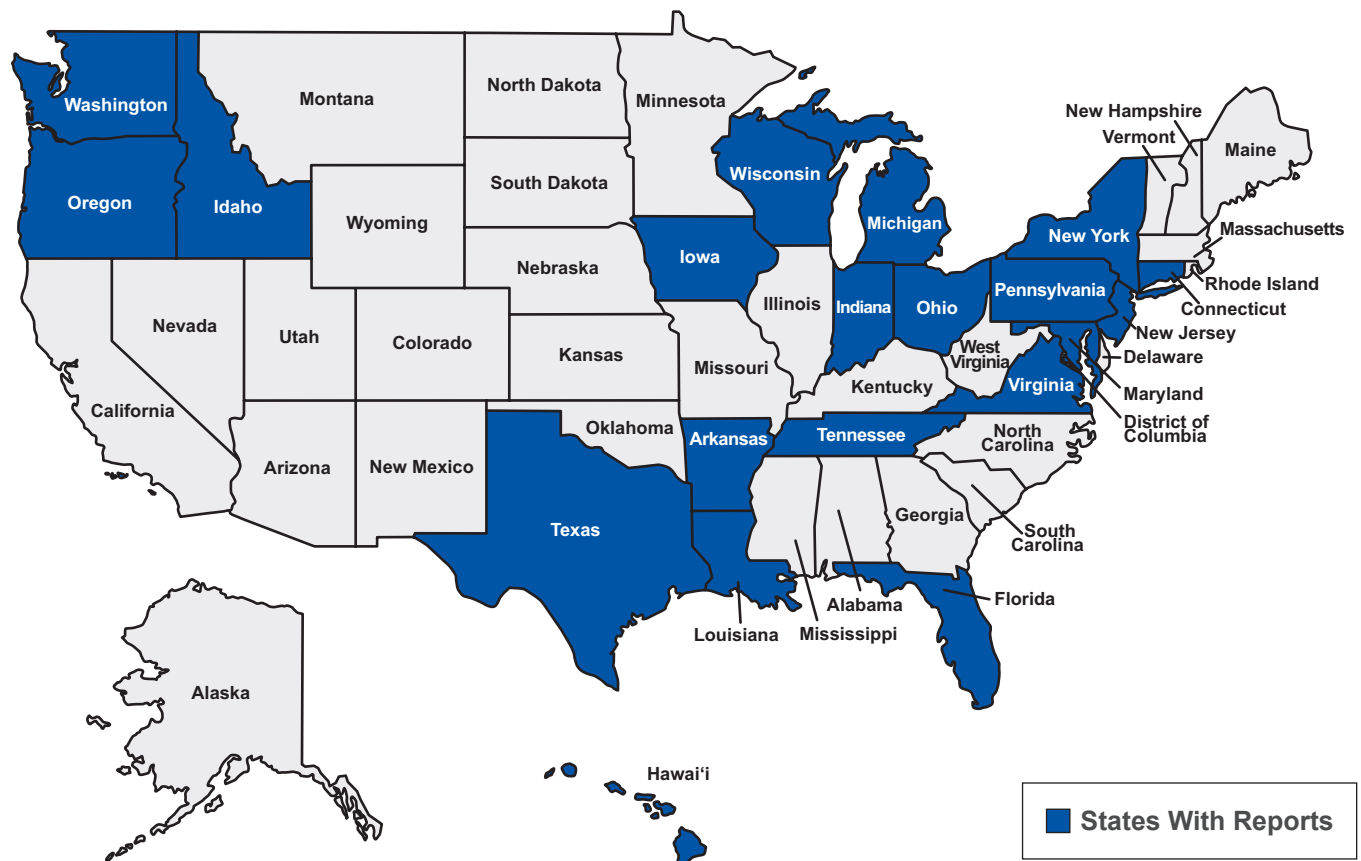 Washington
Montana
North Dakota
Minnesota
New Hampshire
Vermont
Maine
Oregon
Idaho
Wyoming
South Dakota
Wisconsin
Michigan
New York
Massachusetts
Rhode Island
Connecticut
Nevada
Utah
Colorado
Nebraska
Iowa
Illinois
Indiana
Ohio
Pennsylvania
New Jersey
Delaware
Maryland
District of
Columbia
California
Kansas
Missouri
Kentucky
West
Virginia
Virginia
Arizona
New Mexico
Oklahoma
Arkansas
Tennessee
North
Carolina
Texas
Georgia
South
Carolina
Louisiana
Mississippi
Alabama
Florida
Alaska
Hawai‘i
States With Reports